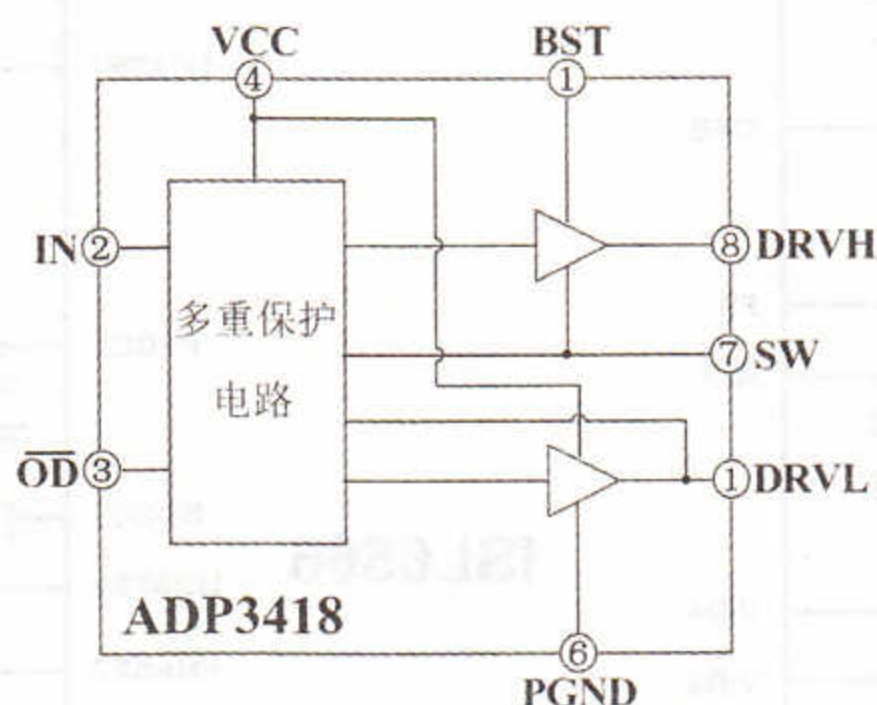 VCC
④
BST
①
IN②
⑧DRVH
多重保护
电路
⑦SW
OD③
①DRVL
ADP3418
⑥
PGND